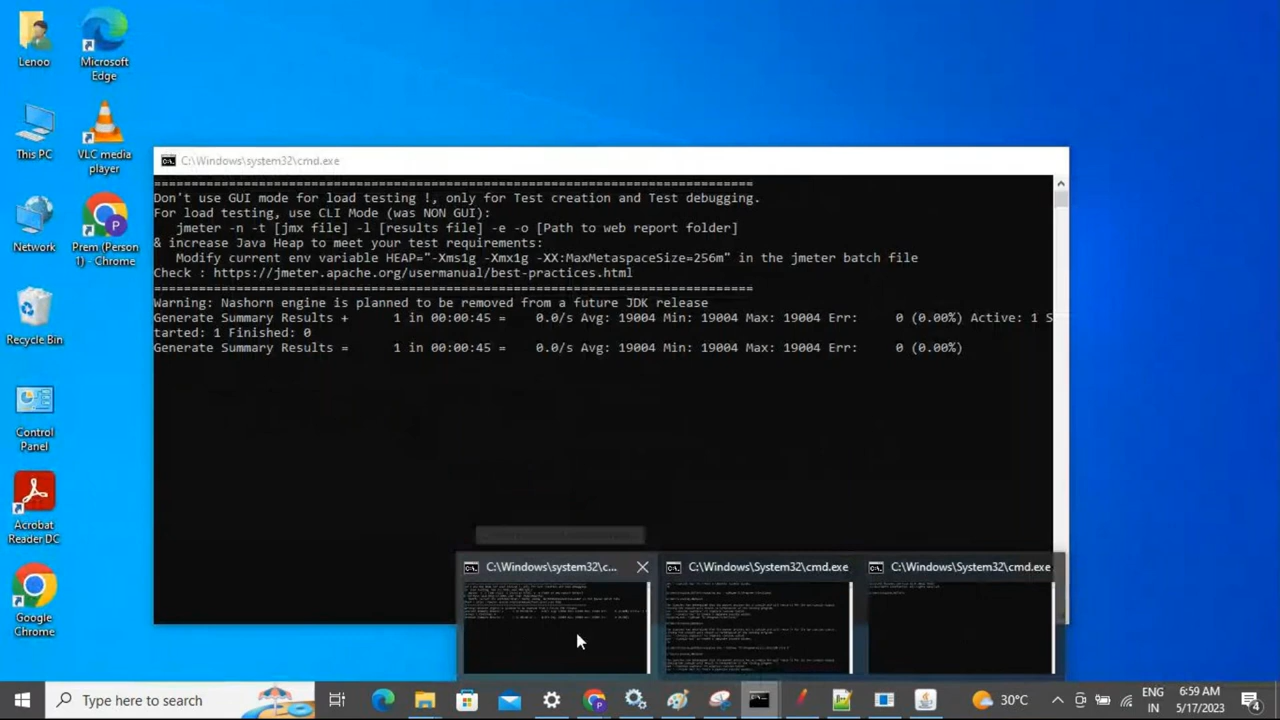 Lenoo
Microsoft
Edge
This PC
VLC media
player
Network
Prem (Person
1) - Chrome
Recycle Bin
Control
Panel
Acrobat
Reader DC
Google
Chrome
C:\Windows\system32\cmd.exe
================================================================================
Don't use GUI mode for load testing !, only for Test creation and Test debugging.
For load testing, use CLI Mode (was NON GUI):
jmeter -n -t [jmx file] -l [results file] -e -o [Path to web report folder]
& increase Java Heap to meet your test requirements:
Modify current env variable HEAP="-Xms1g -Xmx1g -XX:MaxMetaspaceSize=256m" in the jmeter batch file
Check : https://jmeter.apache.org/usermanual/best-practices.html
================================================================================
Warning: Nashorn engine is planned to be removed from a future JDK release
Generate Summary Results +      1 in 00:00:45 =    0.0/s Avg: 19004 Min: 19004 Max: 19004 Err:     0 (0.00%) Active: 1 S
tarted: 1 Finished: 0
Generate Summary Results =      1 in 00:00:45 =    0.0/s Avg: 19004 Min: 19004 Max: 19004 Err:     0 (0.00%)
C:\Windows\system32\c...
C:\Windows\System32\cmd.exe
C:\Windows\System32\cmd.exe
Type here to search
30°C
ENG
IN
6:59 AM
5/17/2023
4